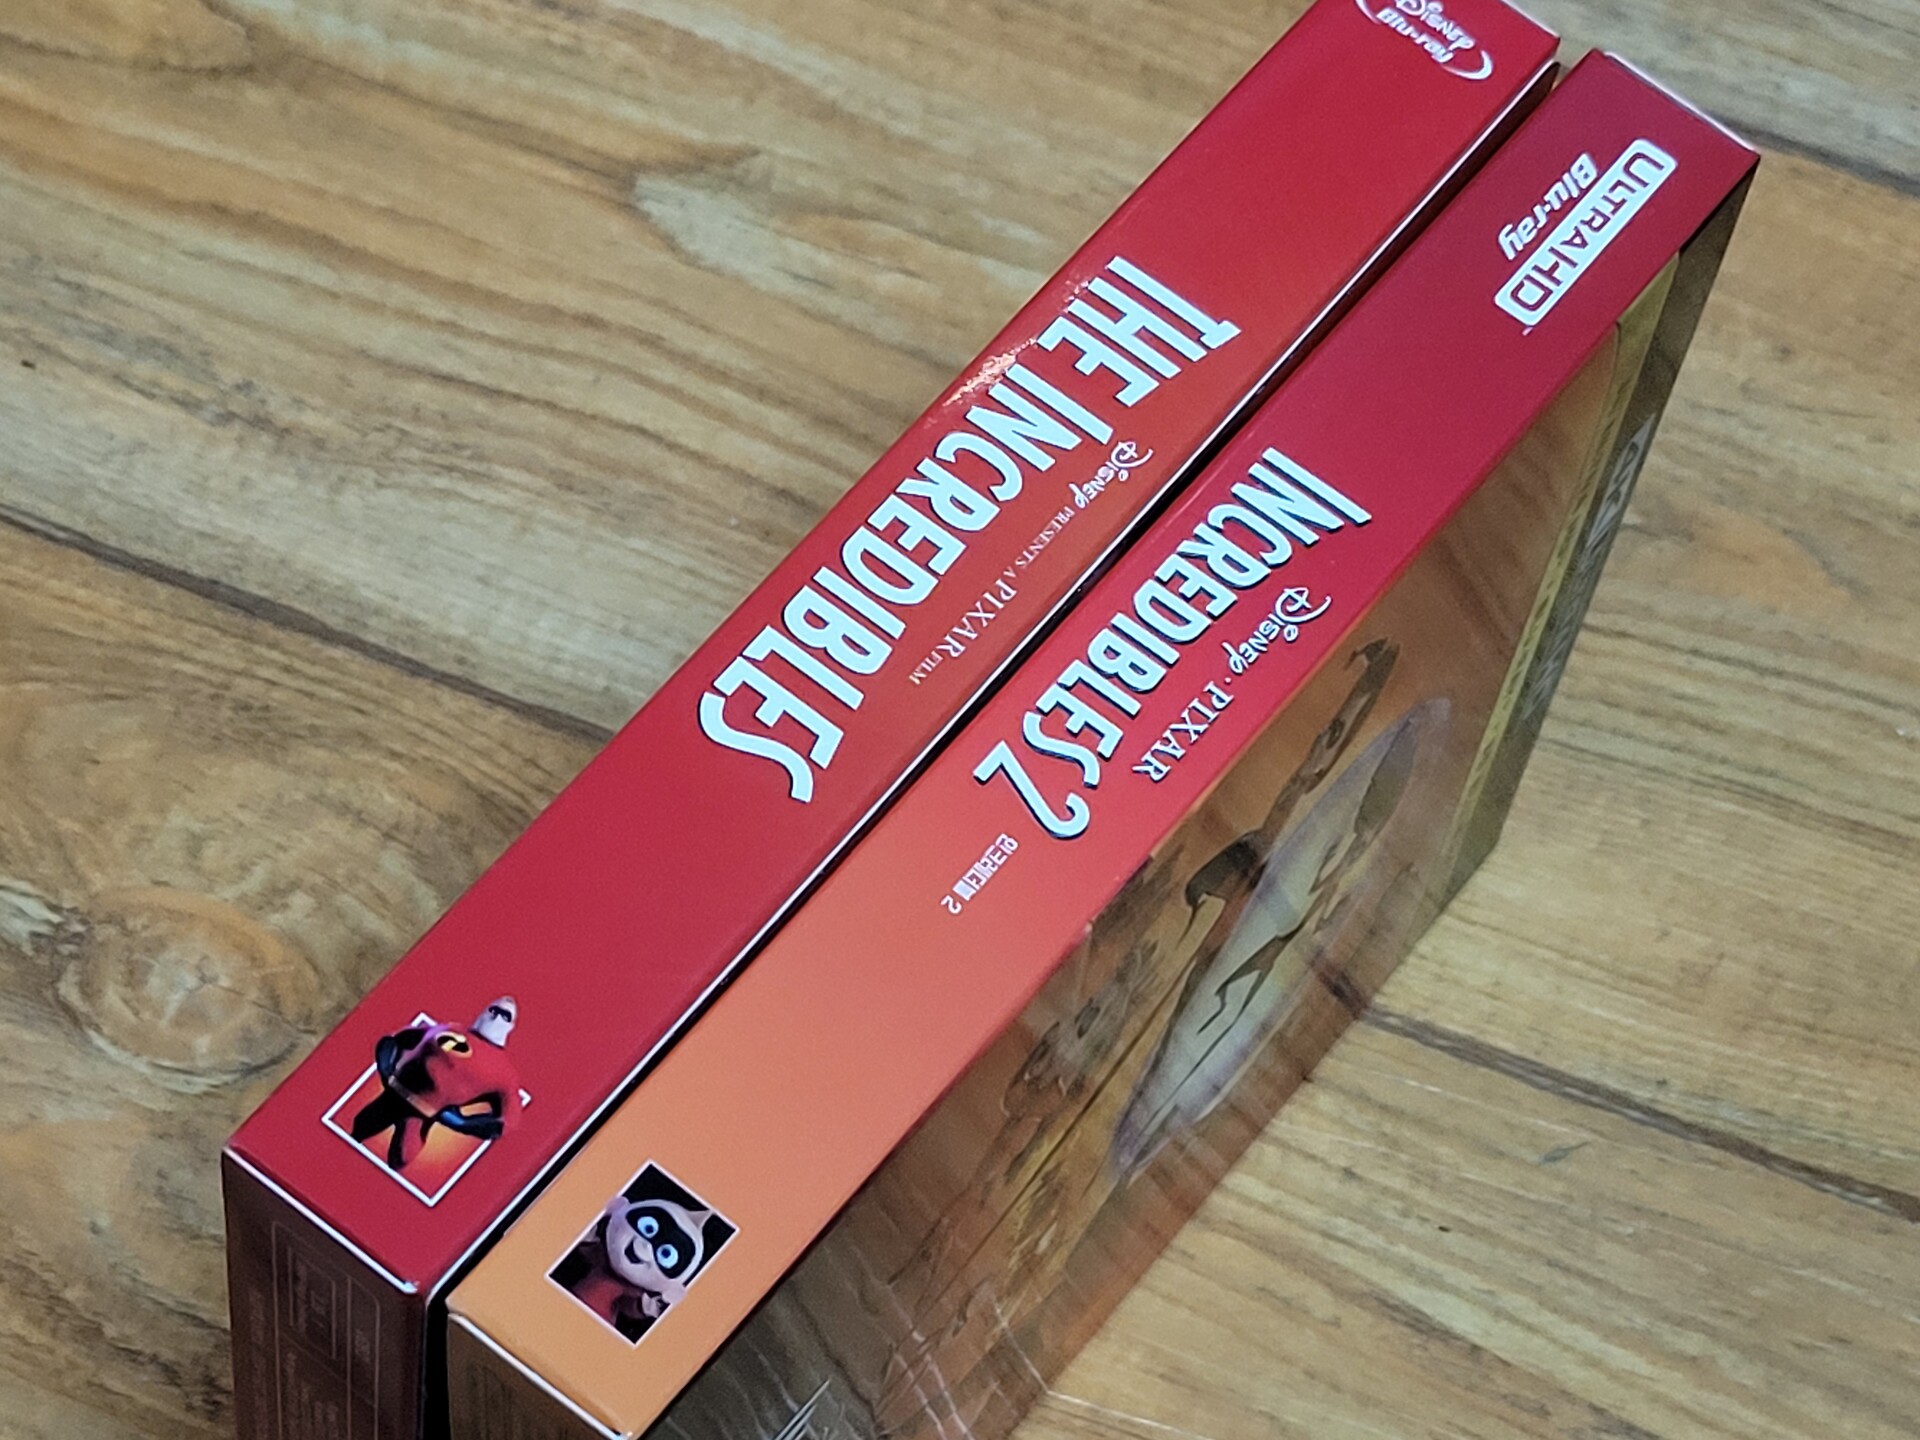 Disney
Blu-ray
THE INCREDIBLES
Disney PRESENTS A PIXAR FILM
ULTRA HD
Blu-ray
INCREDIBLES 2
Disney · PIXAR
인크레더블 2